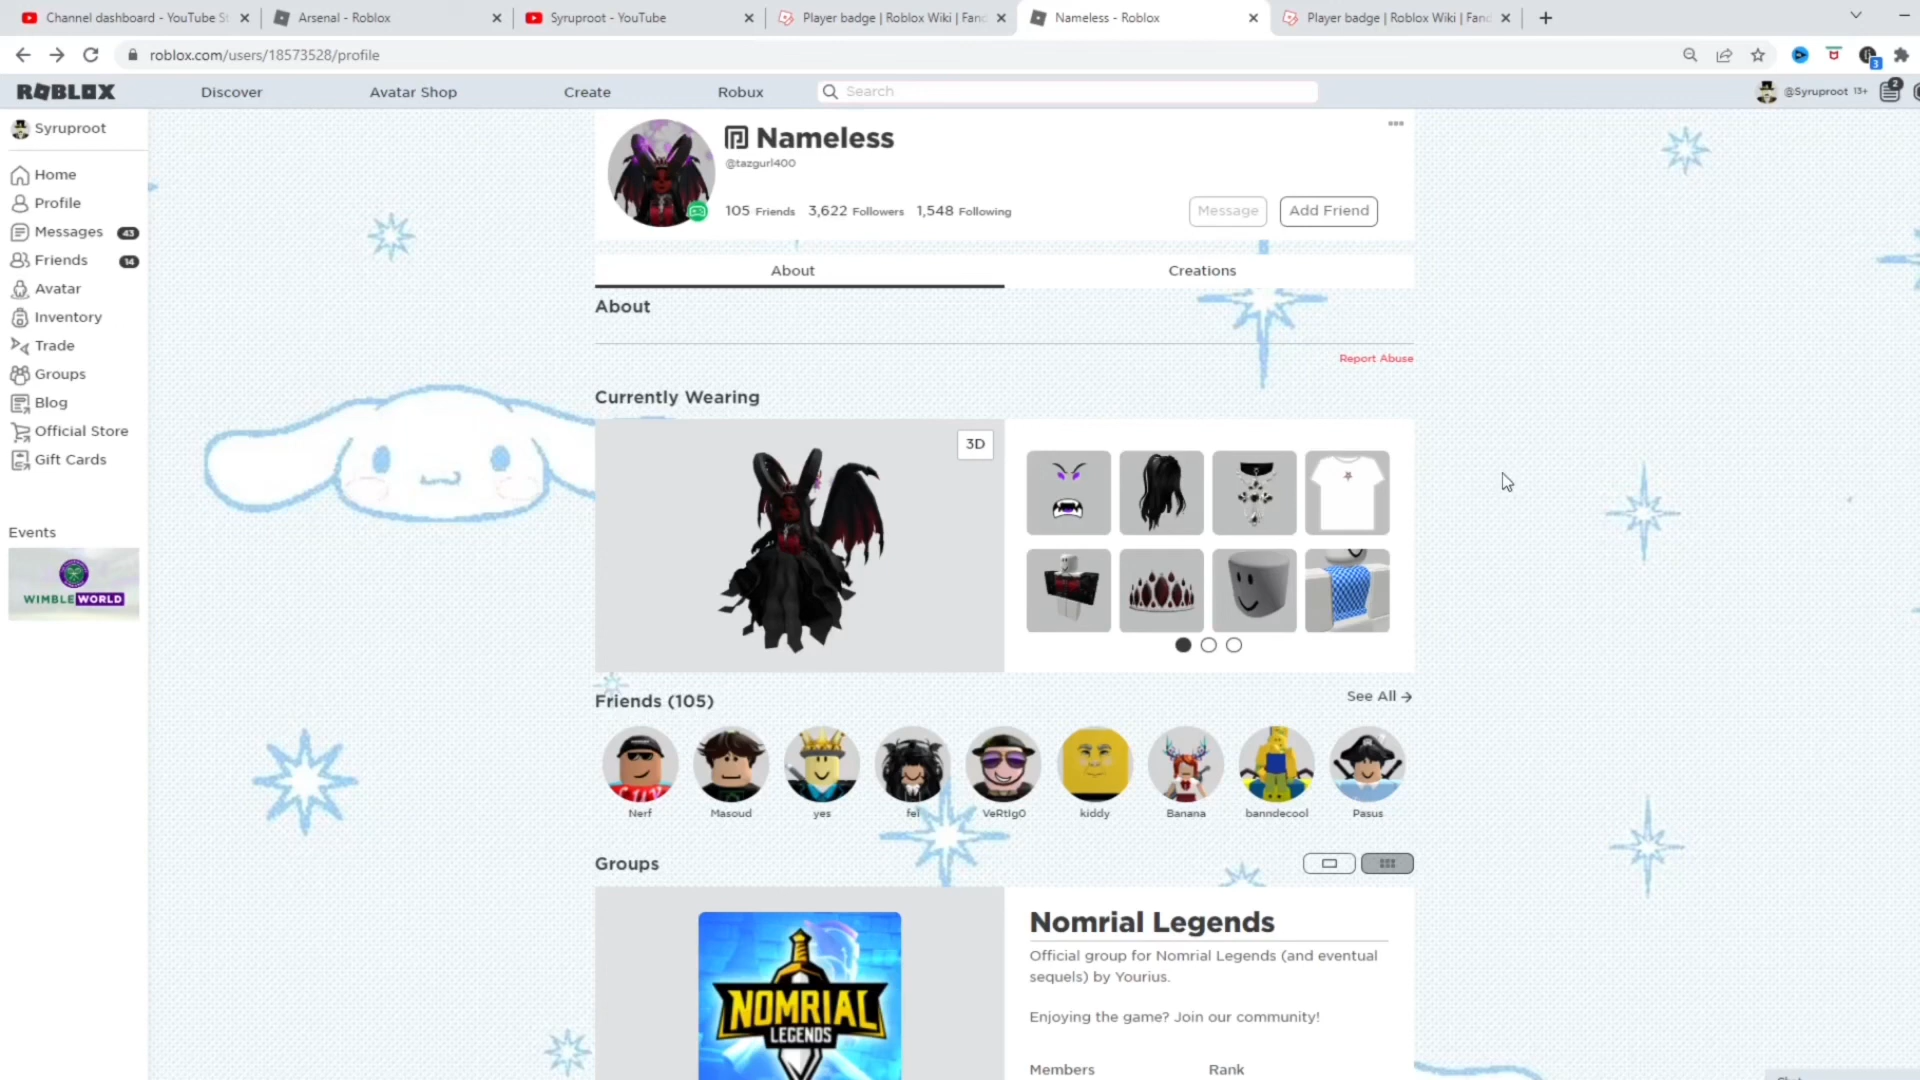 Channel dashboard - YouTube St
Arsenal - Roblox
Syruproot - YouTube
Player badge | Roblox Wiki | Fand
Nameless - Roblox
Player badge | Roblox Wiki | Fand
roblox.com/users/18573528/profile
3
ROBLOX
Discover
Avatar Shop
Create
Robux
Search
@Syruproot 13+
2
Syruproot
Home
Profile
Messages 43
Friends 14
Avatar
Inventory
Trade
Groups
Blog
Official Store
Gift Cards
Events
WIMBLEWORLD
Nameless
@tazgurl400
105 Friends 3,622 Followers 1,548 Following
Message
Add Friend
About
Creations
About
Report Abuse
Currently Wearing
3D
Friends (105)
See All →
Nerf
Masoud
yes
fel
VeRtIg0
kiddy
Banana
banndecool
Pasus
Groups
NOMRIAL
LEGENDS
Nomrial Legends
Official group for Nomrial Legends (and eventual
sequels) by Yourius.
Enjoying the game? Join our community!
Members
Rank